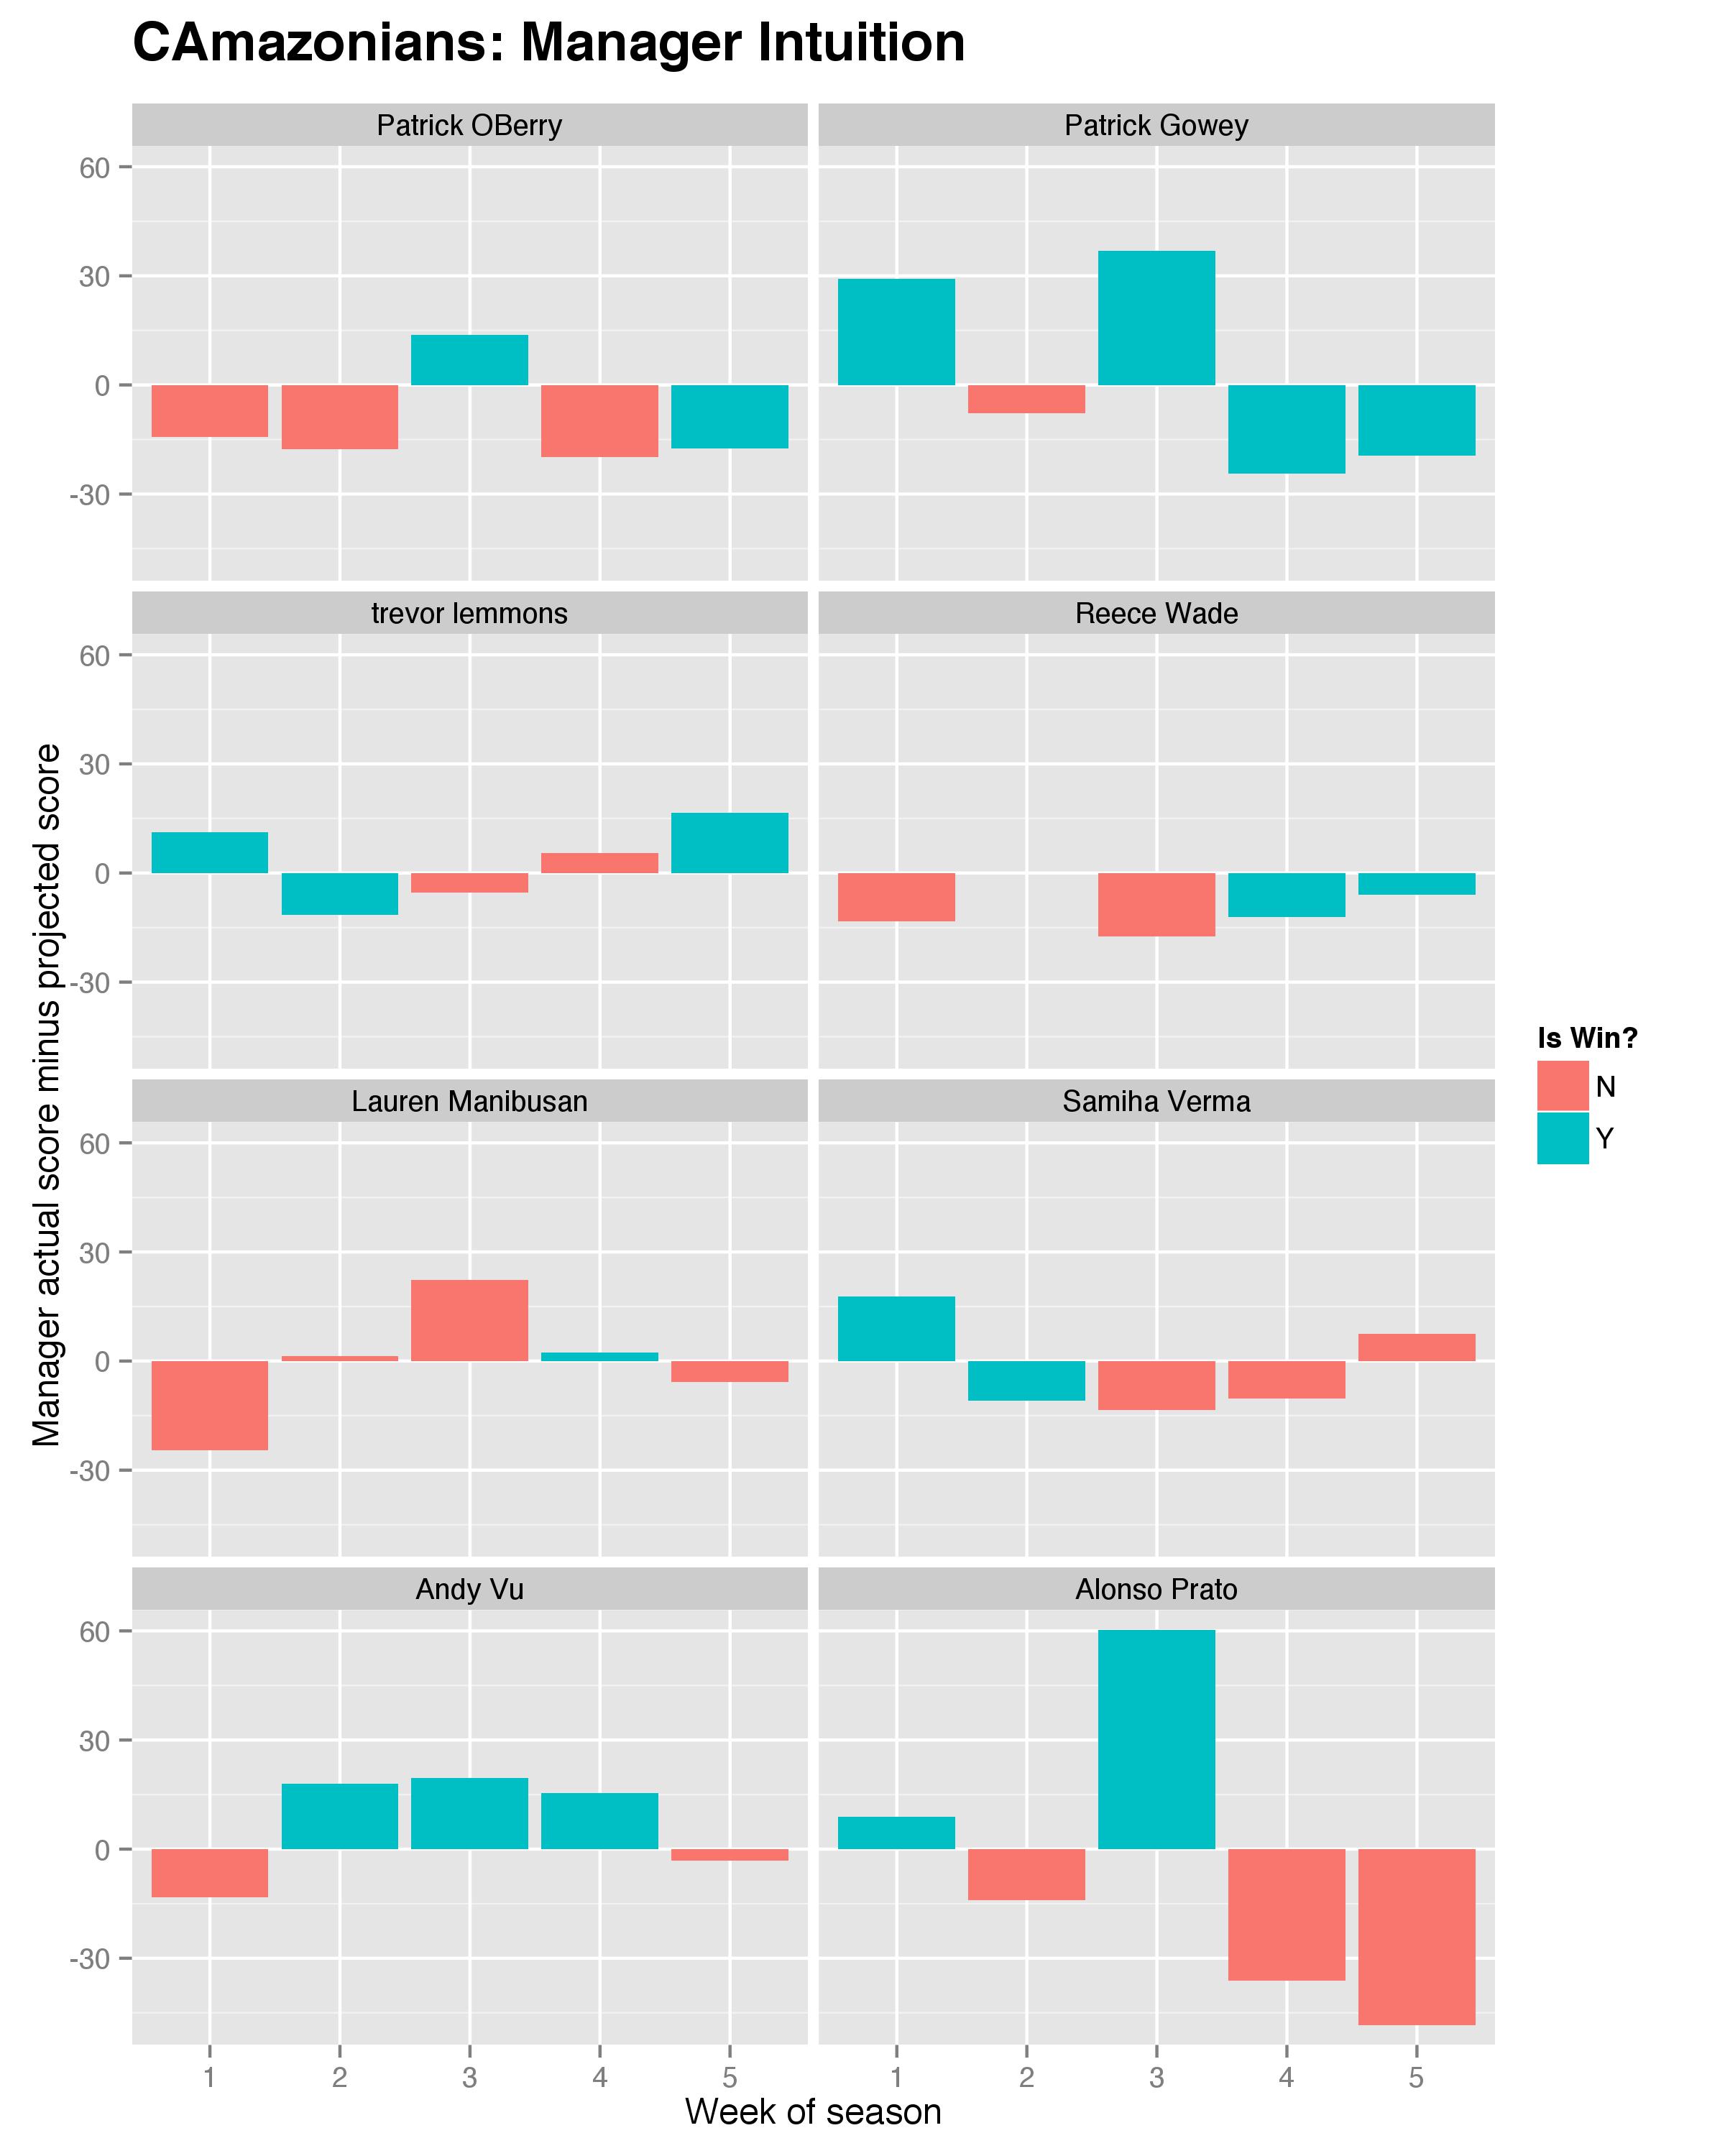 CAmazonians: Manager Intuition
Patrick OBerry
Patrick Gowey
60
30
0
-30
trevor lemmons
Reece Wade
60
30
0
-30
Manager actual score minus projected score
Is Win?
N
Y
Lauren Manibusan
Samiha Verma
60
30
0
-30
Andy Vu
Alonso Prato
60
30
0
-30
1 2 3 4 5
1 2 3 4 5
Week of season